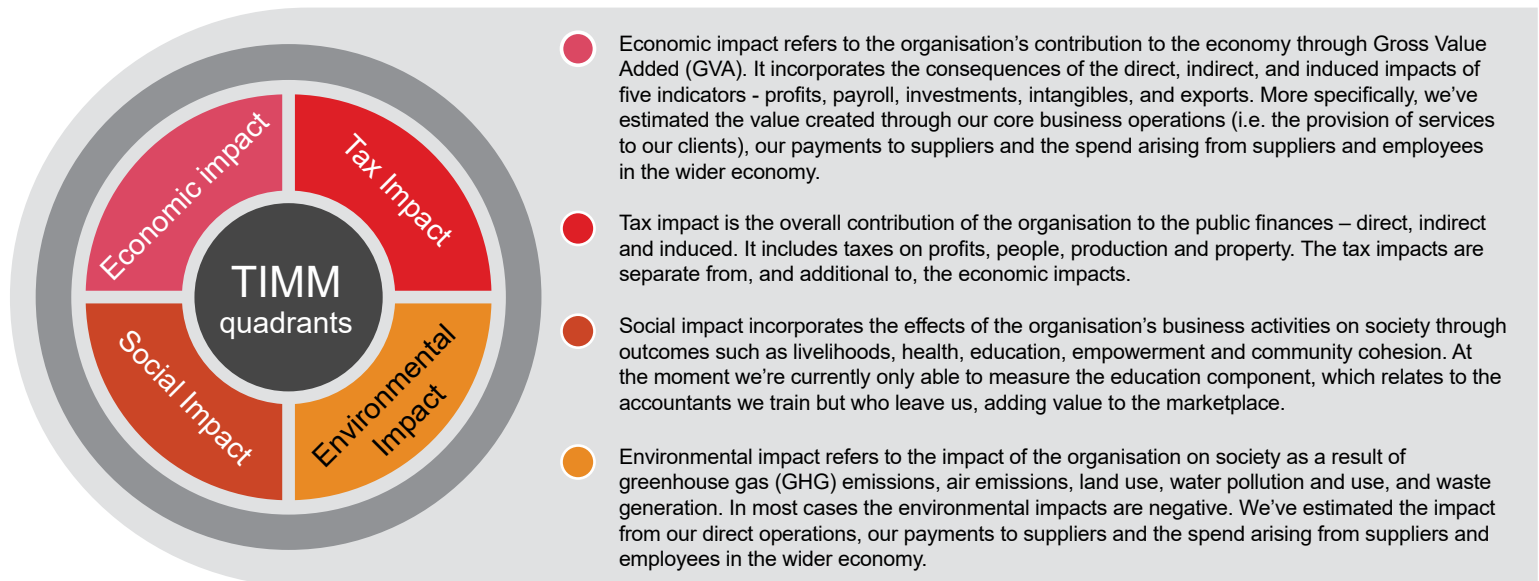 Economic impact
Tax Impact
TIMM
quadrants
Social Impact
Environmental
Impact
Economic impact refers to the organisation’s contribution to the economy through Gross Value
Added (GVA). It incorporates the consequences of the direct, indirect, and induced impacts of
five indicators - profits, payroll, investments, intangibles, and exports. More specifically, we’ve
estimated the value created through our core business operations (i.e. the provision of services
to our clients), our payments to suppliers and the spend arising from suppliers and employees
in the wider economy.
Tax impact is the overall contribution of the organisation to the public finances – direct, indirect
and induced. It includes taxes on profits, people, production and property. The tax impacts are
separate from, and additional to, the economic impacts.
Social impact incorporates the effects of the organisation’s business activities on society through
outcomes such as livelihoods, health, education, empowerment and community cohesion. At
the moment we’re currently only able to measure the education component, which relates to the
accountants we train but who leave us, adding value to the marketplace.
Environmental impact refers to the impact of the organisation on society as a result of
greenhouse gas (GHG) emissions, air emissions, land use, water pollution and use, and waste
generation. In most cases the environmental impacts are negative. We’ve estimated the impact
from our direct operations, our payments to suppliers and the spend arising from suppliers and
employees in the wider economy.